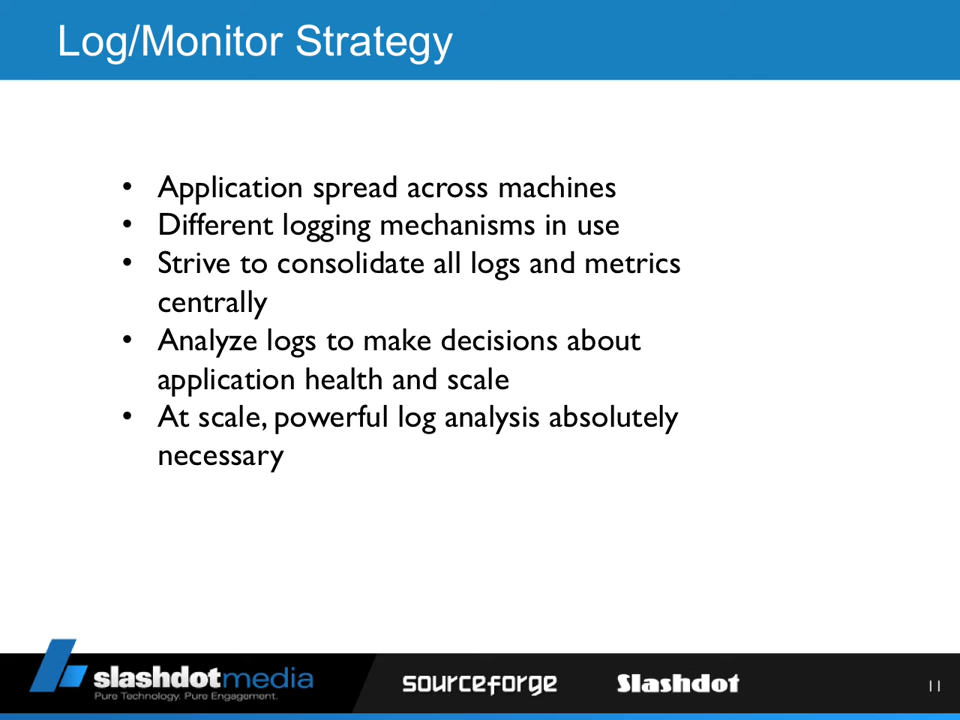 Log/Monitor Strategy
• Application spread across machines
• Different logging mechanisms in use
• Strive to consolidate all logs and metrics
centrally
• Analyze logs to make decisions about
application health and scale
• At scale, powerful log analysis absolutely
necessary
slashdotmedia
Pure Technology. Pure Engagement.
sourceforge
Slashdot
11